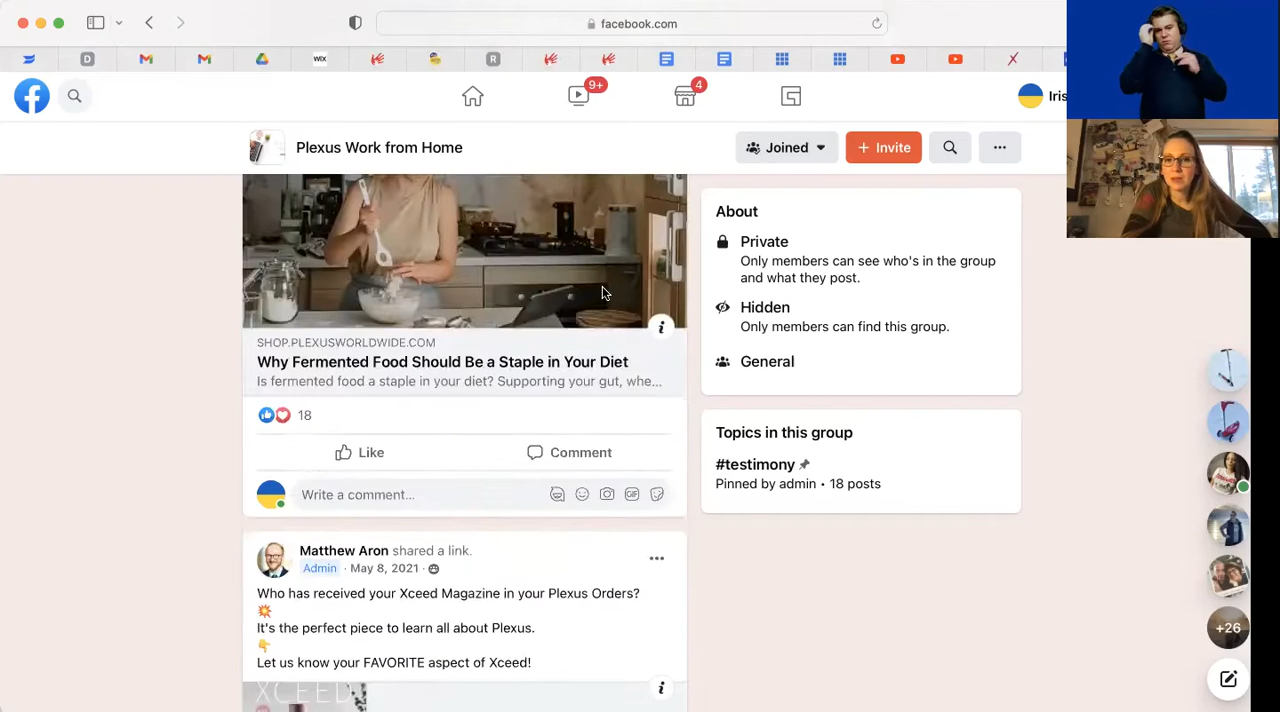 facebook.com
WIX
9+
4
Iris
Plexus Work from Home
Joined
+ Invite
About
Private
Only members can see who's in the group
and what they post.
Hidden
Only members can find this group.
General
SHOP.PLEXUSWORLDWIDE.COM
Why Fermented Food Should Be a Staple in Your Diet
Is fermented food a staple in your diet? Supporting your gut, whe...
18
Like
Comment
Write a comment...
GIF
Topics in this group
#testimony
Pinned by admin • 18 posts
Matthew Aron shared a link.
Admin · May 8, 2021 ·
Who has received your Xceed Magazine in your Plexus Orders?
It's the perfect piece to learn all about Plexus.
Let us know your FAVORITE aspect of Xceed!
XCEED
+26